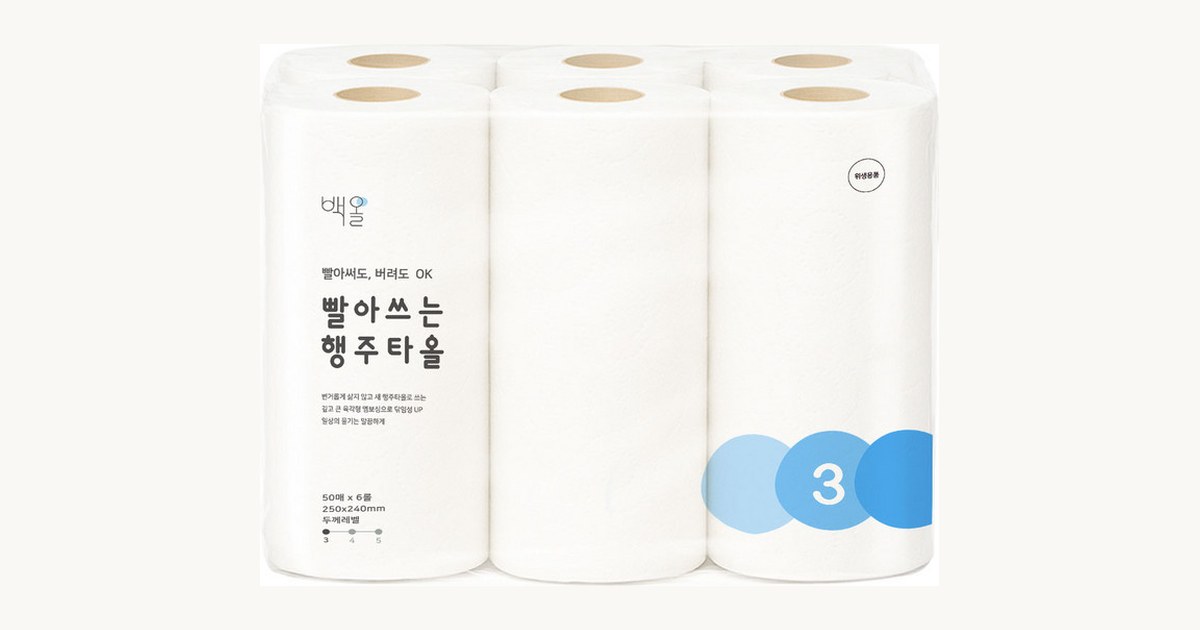 백올
빨아써도, 버려도 OK
빨아쓰는
행주타올
번거롭게 삶지 않고 새 행주타올로 쓰는
길고 큰 육각형 엠보싱으로 닦임성 UP
일상의 용기는 말끔하게
50매 x 6롤
250x240mm
두께레벨
3 4 5
위생용품
3